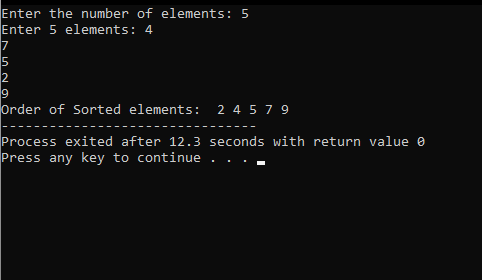 Enter the number of elements: 5
Enter 5 elements: 4
7
5
2
9
Order of Sorted elements:  2 4 5 7 9
--------------------------------
Process exited after 12.3 seconds with return value 0
Press any key to continue . . .